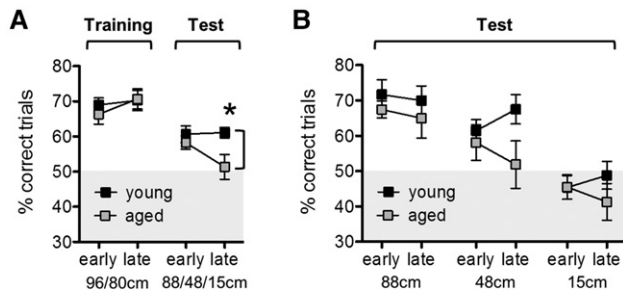 A
Training Test
% correct trials
80
70
60
50
40
30
*
young
aged
early late early late
96/80cm 88/48/15cm
B
Test
% correct trials
80
70
60
50
40
30
young
aged
early late early late early late
88cm 48cm 15cm